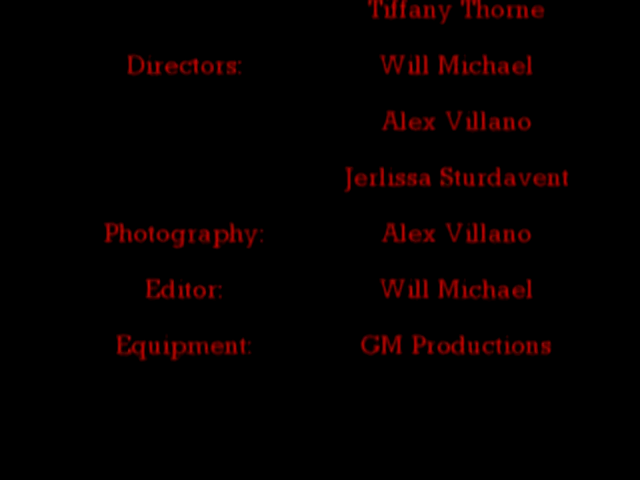 Tiffany Thorne
Directors: Will Michael
Alex Villano
Jerlissa Sturdavent
Photography: Alex Villano
Editor: Will Michael
Equipment: GM Productions